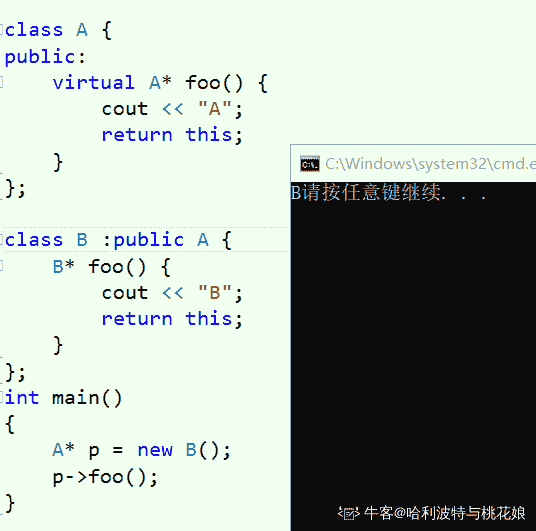 class A {
public:
    virtual A* foo() {
        cout << "A";
        return this;
    }
};
class B :public A {
    B* foo() {
        cout << "B";
        return this;
    }
};
int main()
{
    A* p = new B();
    p->foo();
}
C:\Windows\system32\cmd.e
B请按任意键继续. . .
牛客@哈利波特与桃花娘